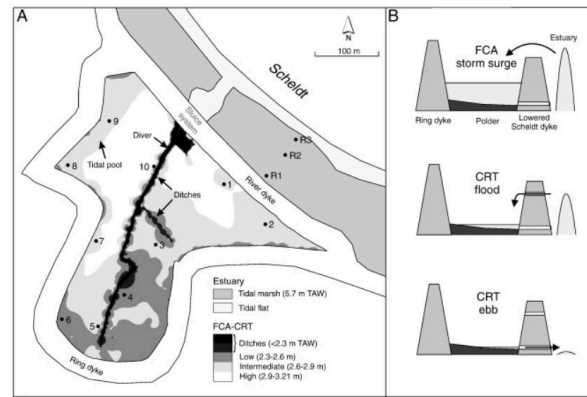 A
N
100 m
Scheldt
Sluice
system
Diver
9
Tidal pool
8
10
Ditches
R3
R2
R1
1
River dyke
2
7
3
4
6
5
Ring dyke
Estuary
Tidal marsh (5.7 m TAW)
Tidal flat
FCA-CRT
Ditches (<2.3 m TAW)
Low (2.3-2.6 m)
Intermediate (2.6-2.9 m)
High (2.9-3.21 m)
B
Estuary
FCA
storm surge
Ring dyke
Polder
Lowered
Scheldt dyke
CRT
flood
CRT
ebb